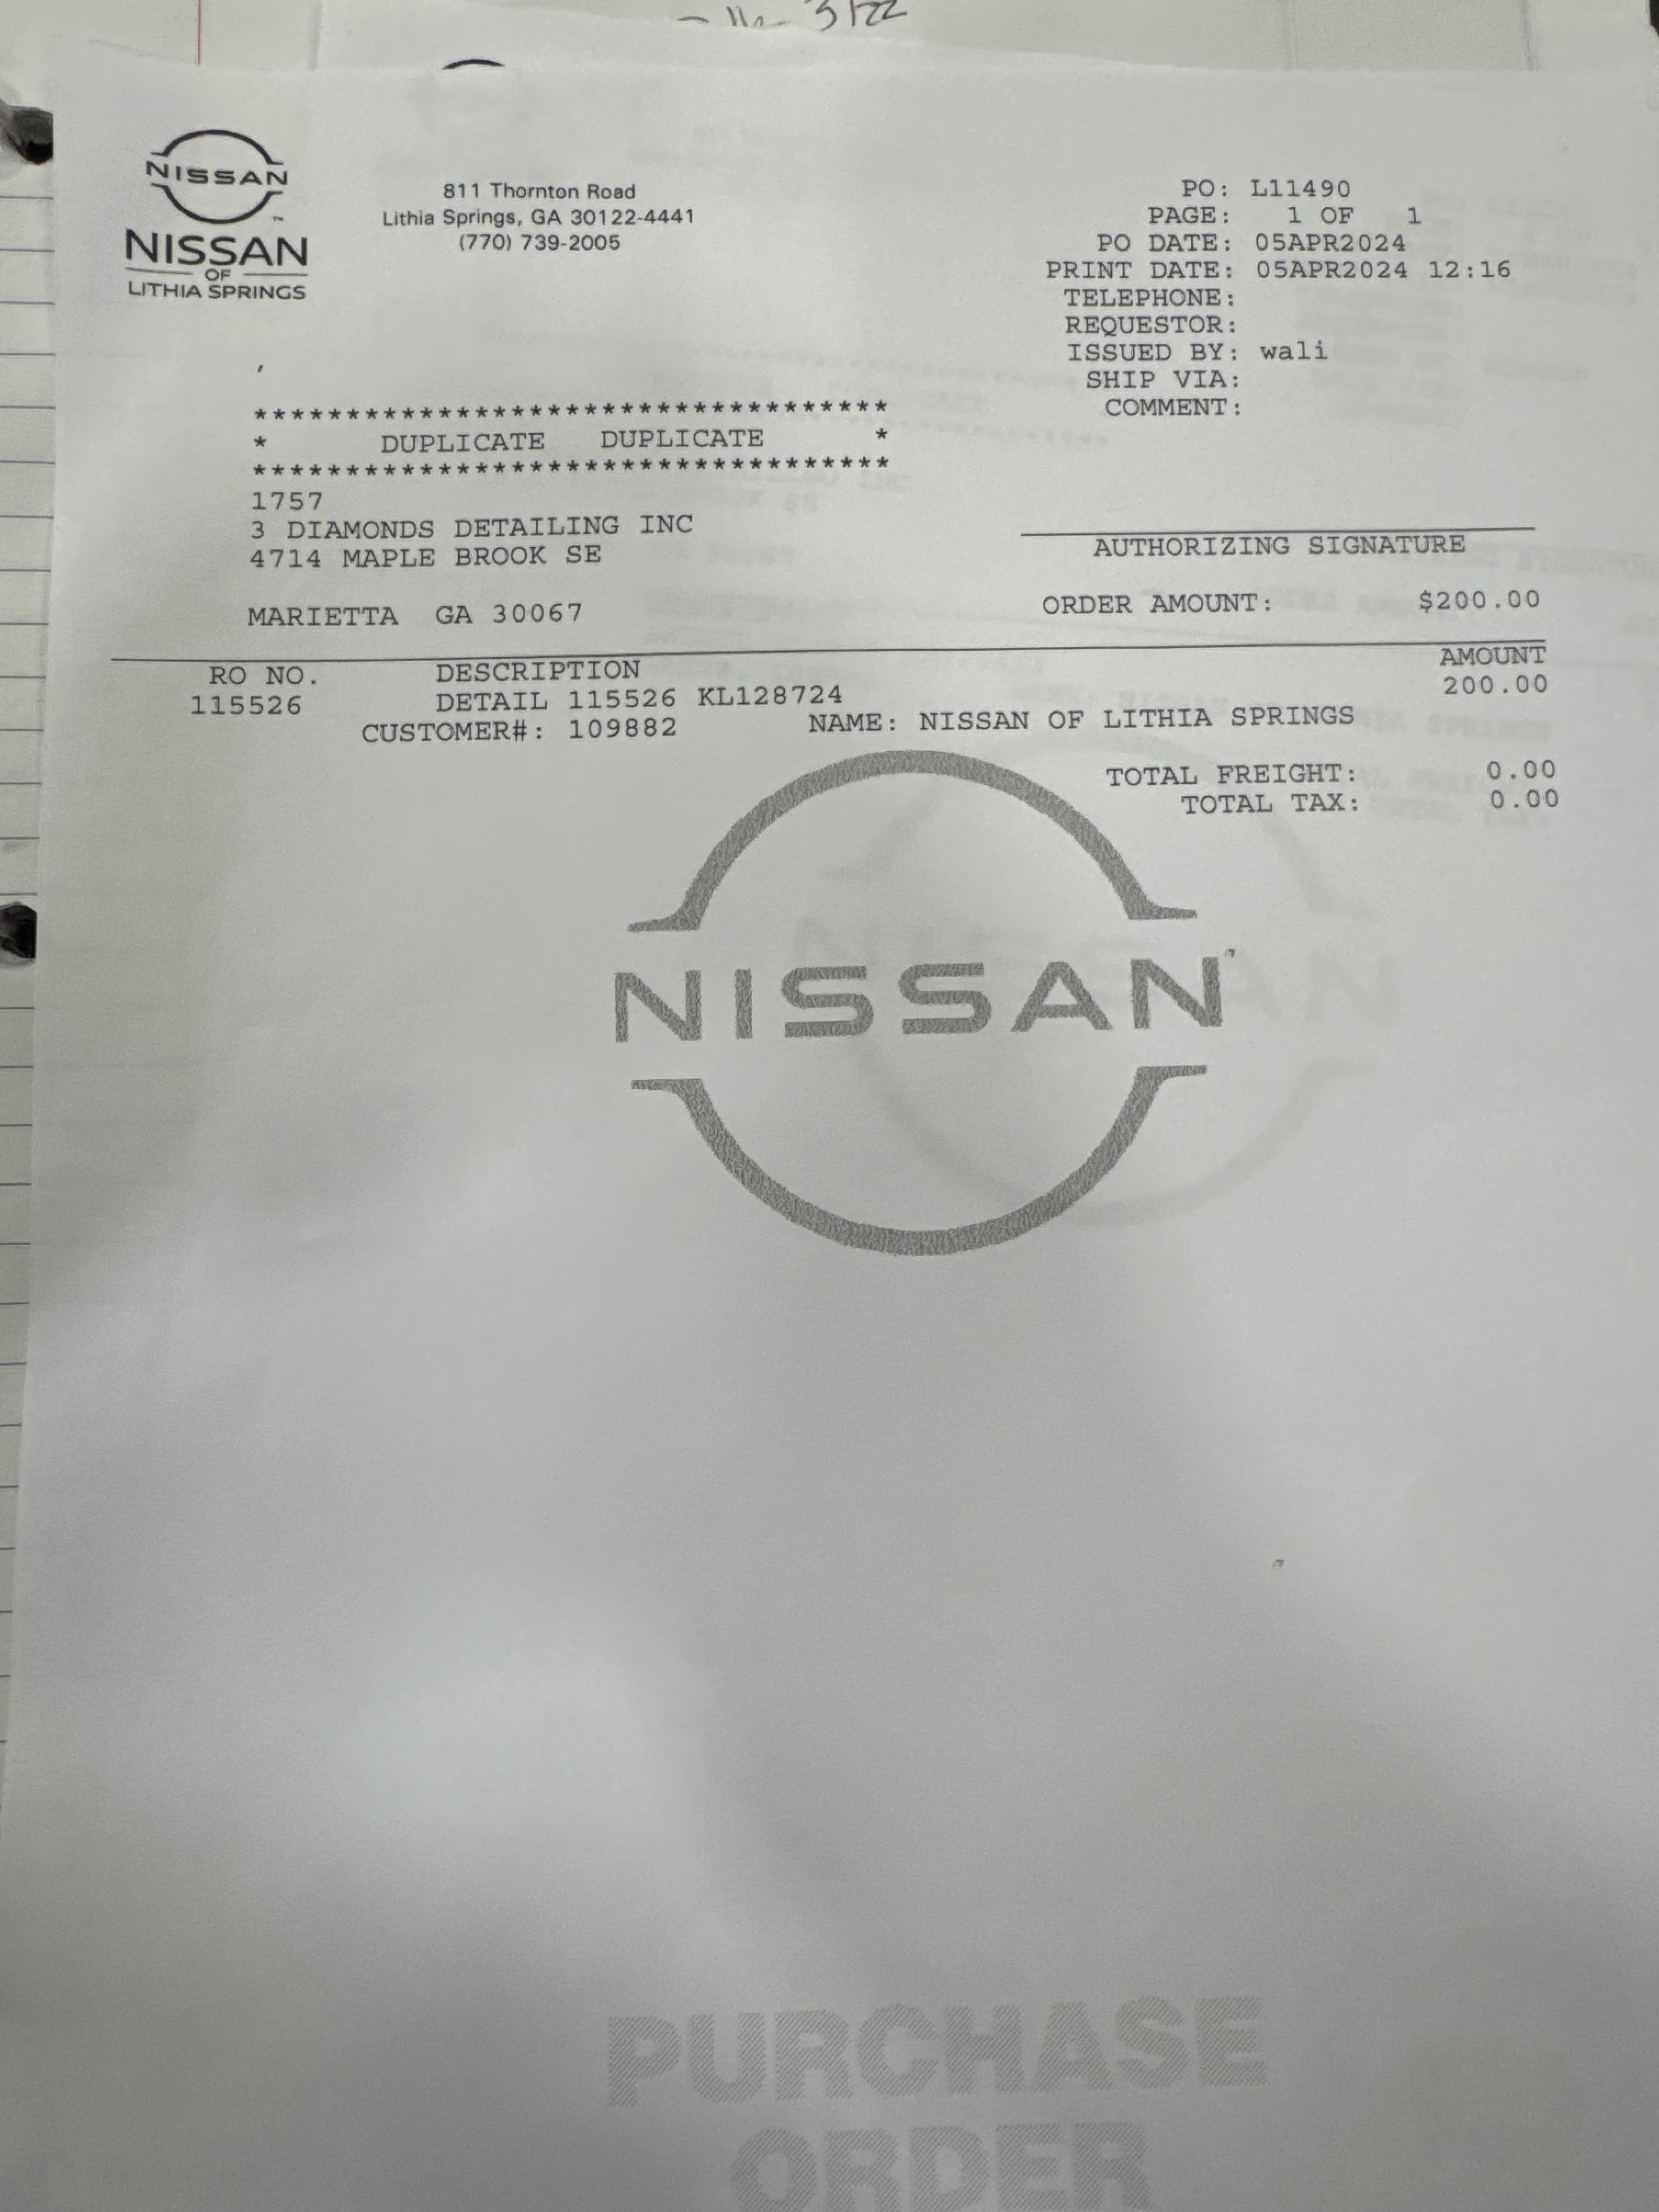 3/22
NISSAN
NISSAN
OF
LITHIA SPRINGS
811 Thornton Road
Lithia Springs, GA 30122-4441
(770) 739-2005
PO: L11490
PAGE: 1 OF 1
PO DATE: 05APR2024
PRINT DATE: 05APR2024 12:16
TELEPHONE:
REQUESTOR:
ISSUED BY: wali
SHIP VIA:
COMMENT:
***********************************
* DUPLICATE DUPLICATE *
***********************************
1757
3 DIAMONDS DETAILING INC
4714 MAPLE BROOK SE
MARIETTA GA 30067
AUTHORIZING SIGNATURE
ORDER AMOUNT: $200.00
RO NO. DESCRIPTION AMOUNT
115526 DETAIL 115526 KL128724 200.00
CUSTOMER#: 109882 NAME: NISSAN OF LITHIA SPRINGS
TOTAL FREIGHT: 0.00
TOTAL TAX: 0.00
NISSAN
PURCHASE
ORDER